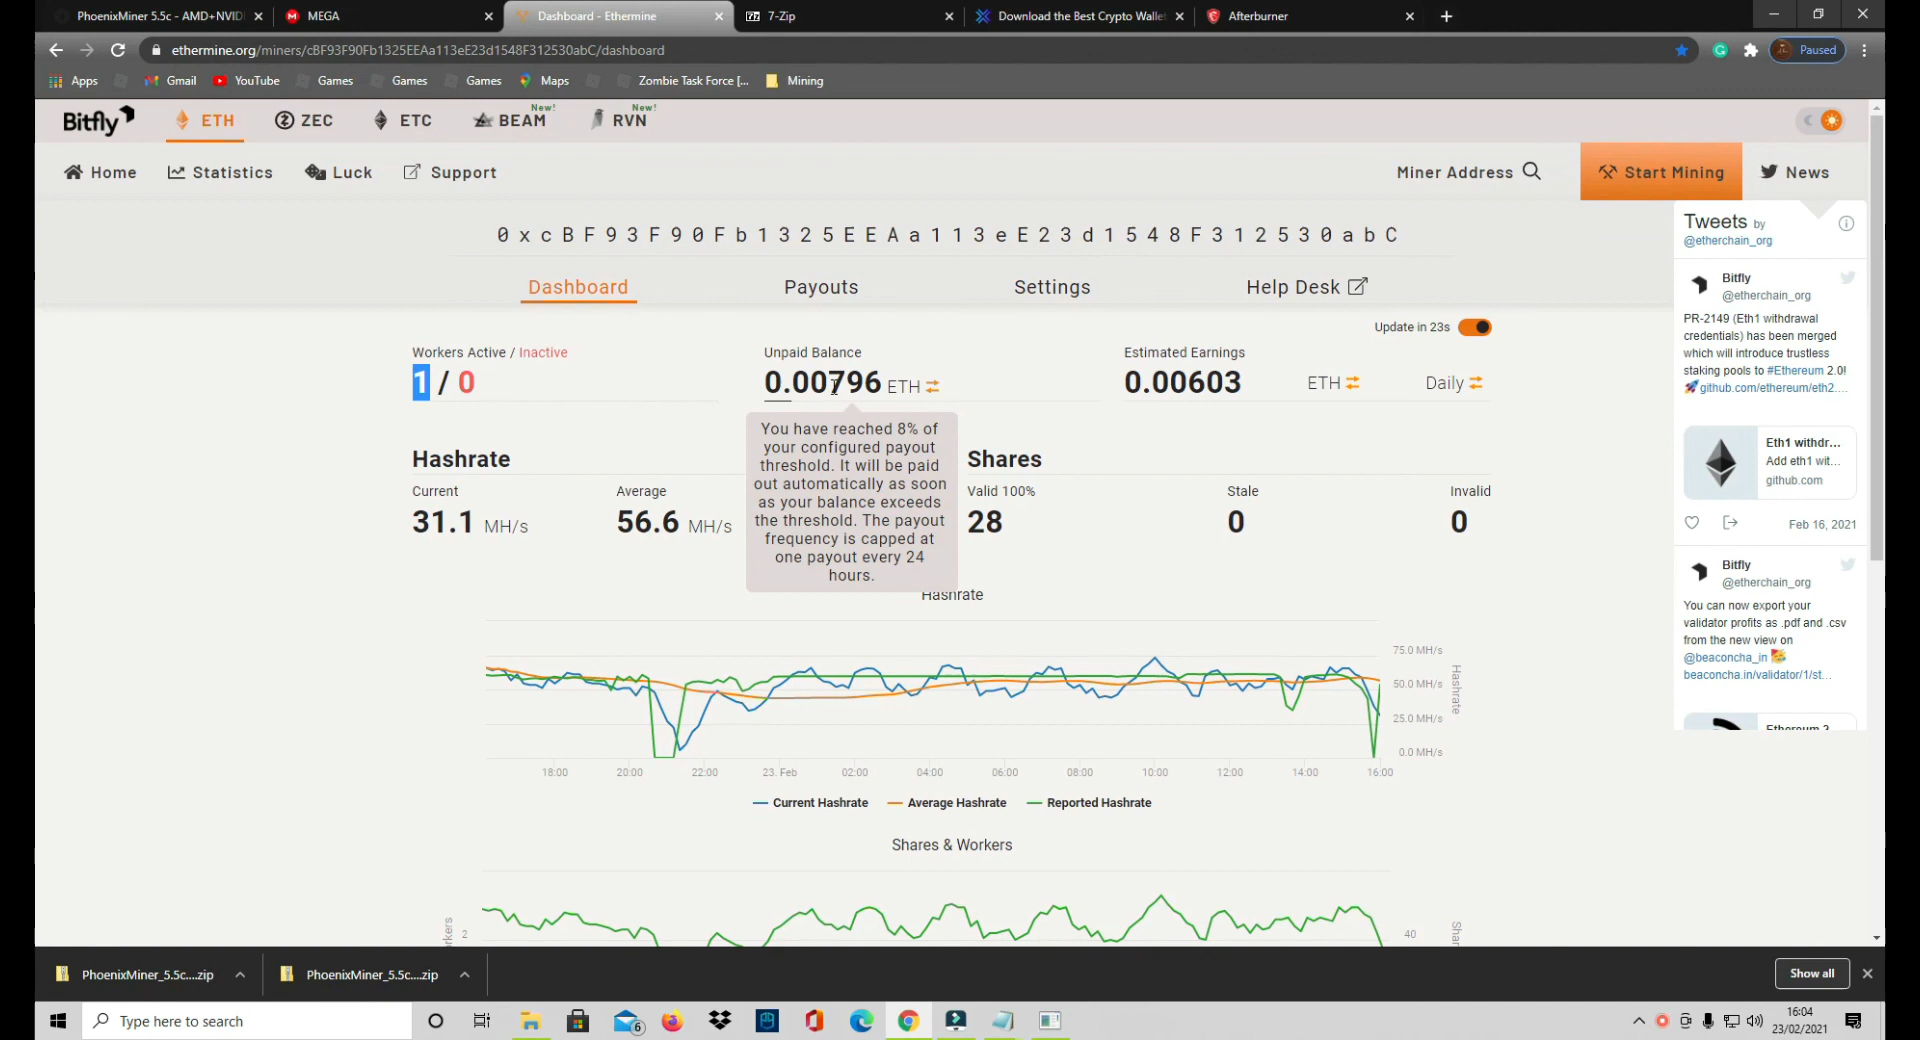 PhoenixMiner 5.5c - AMD+NVID
MEGA
Dashboard - Ethermine
7-Zip
Download the Best Crypto Wallet
Afterburner
ethermine.org/miners/cBF93F90Fb1325EEAa113eE23d1548F312530abC/dashboard
Paused
Apps
Gmail
YouTube
Games
Games
Games
Maps
Zombie Task Force [...
Mining
Bitfly
ETH
ZEC
ETC
BEAM
New!
RVN
New!
Home
Statistics
Luck
Support
Miner Address
Start Mining
News
0xcBF93F90Fb1325EEAa113eE23d1548F312530abC
Dashboard
Payouts
Settings
Help Desk
Update in 23s
Workers Active / Inactive
1 / 0
Unpaid Balance
0.00796 ETH
Estimated Earnings
0.00603
ETH
Daily
You have reached 8% of
your configured payout
threshold. It will be paid
out automatically as soon
as your balance exceeds
the threshold. The payout
frequency is capped at
one payout every 24
hours.
Hashrate
Current
31.1 MH/s
Average
56.6 MH/s
Shares
Valid 100%
28
Stale
0
Invalid
0
Hashrate
75.0 MH/s
50.0 MH/s
25.0 MH/s
0.0 MH/s
Hashrate
18:00
20:00
22:00
23. Feb
02:00
04:00
06:00
08:00
10:00
12:00
14:00
16:00
Current Hashrate
Average Hashrate
Reported Hashrate
Shares & Workers
2
40
Tweets by
@etherchain_org
Bitfly
@etherchain_org
PR-2149 (Eth1 withdrawal
credentials) has been merged
which will introduce trustless
staking pools to #Ethereum 2.0!
github.com/ethereum/eth2...
Eth1 withdr...
Add eth1 wit...
github.com
Feb 16, 2021
Bitfly
@etherchain_org
You can now export your
validator profits as .pdf and .csv
from the new view on
@beaconcha_in
beaconcha.in/validator/1/st...
PhoenixMiner_5.5c....zip
PhoenixMiner_5.5c....zip
Show all
Type here to search
6
16:04
23/02/2021